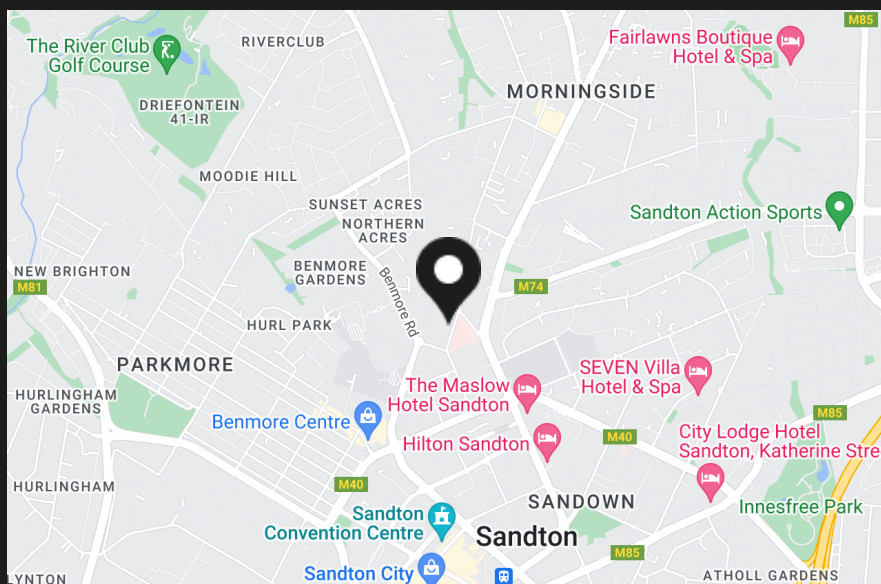 M85
The River Club
Golf Course
RIVERCLUB
Fairlawns Boutique
Hotel & Spa
MORNINGSIDE
DRIEFONTEIN
41-IR
MOODIE HILL
SUNSET ACRES
NORTHERN
ACRES
Sandton Action Sports
NEW BRIGHTON
M81
BENMORE
GARDENS
Benmore Rd
M74
HURL PARK
PARKMORE
The Maslow
Hotel Sandton
SEVEN Villa
Hotel & Spa
HURLINGHAM
GARDENS
Benmore Centre
M85
Hilton Sandton
M40
City Lodge Hotel
Sandton, Katherine Stre
HURLINGHAM
M40
SANDOWN
Innesfree Park
Sandton
Convention Centre
Sandton
M85
Sandton City
LYNTON
ATHOLL GARDENS